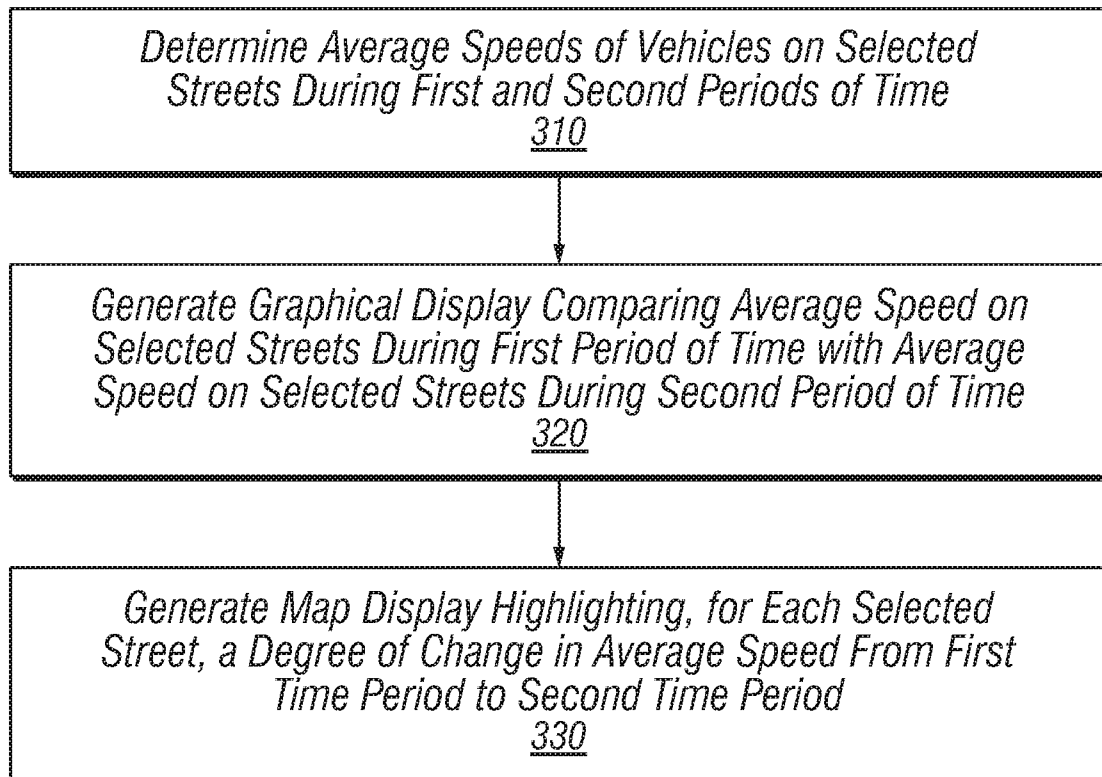 Determine Average Speeds of Vehicles on Selected
Streets During First and Second Periods of Time
310
Generate Graphical Display Comparing Average Speed on
Selected Streets During First Period of Time with Average
Speed on Selected Streets During Second Period of Time
320
Generate Map Display Highlighting, for Each Selected
Street, a Degree of Change in Average Speed From First
Time Period to Second Time Period
330